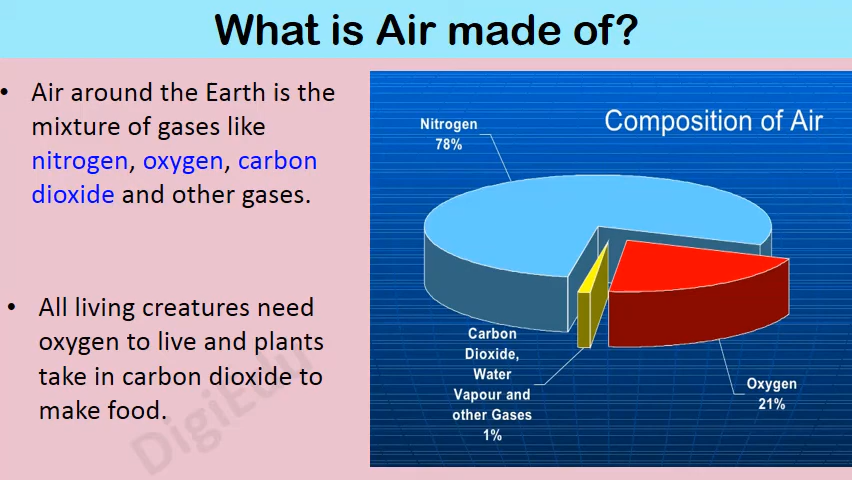 What is Air made of?
• Air around the Earth is the
mixture of gases like
nitrogen, oxygen, carbon
dioxide and other gases.
• All living creatures need
oxygen to live and plants
take in carbon dioxide to
make food.
DigiEdu
Composition of Air
Nitrogen
78%
Carbon
Dioxide,
Water
Vapour and
other Gases
1%
Oxygen
21%